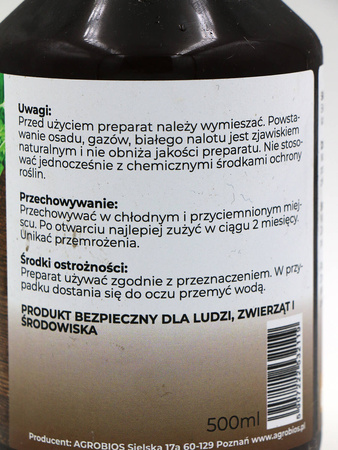 Uwagi:
Przed użyciem preparat należy wymieszać. Powsta-
wanie osadu, gazów, białego nalotu jest zjawiskiem
naturalnym i nie obniża jakości preparatu. Nie stoso-
wać jednocześnie z chemicznymi środkami ochrony
roślin.
Przechowywanie:
Przechowywać w chłodnym i przyciemnionym miej-
scu. Po otwarciu najlepiej zużyć w ciągu 2 miesięcy.
Unikać przemrożenia.
Środki ostrożności:
Preparat używać zgodnie z przeznaczeniem. W przy-
padku dostania się do oczu przemyć wodą.
PRODUKT BEZPIECZNY DLA LUDZI, ZWIERZĄT I
ŚRODOWISKA
500ml
Producent: AGROBIOS Sielska 17a 60-129 Poznań www.agrobios.pl